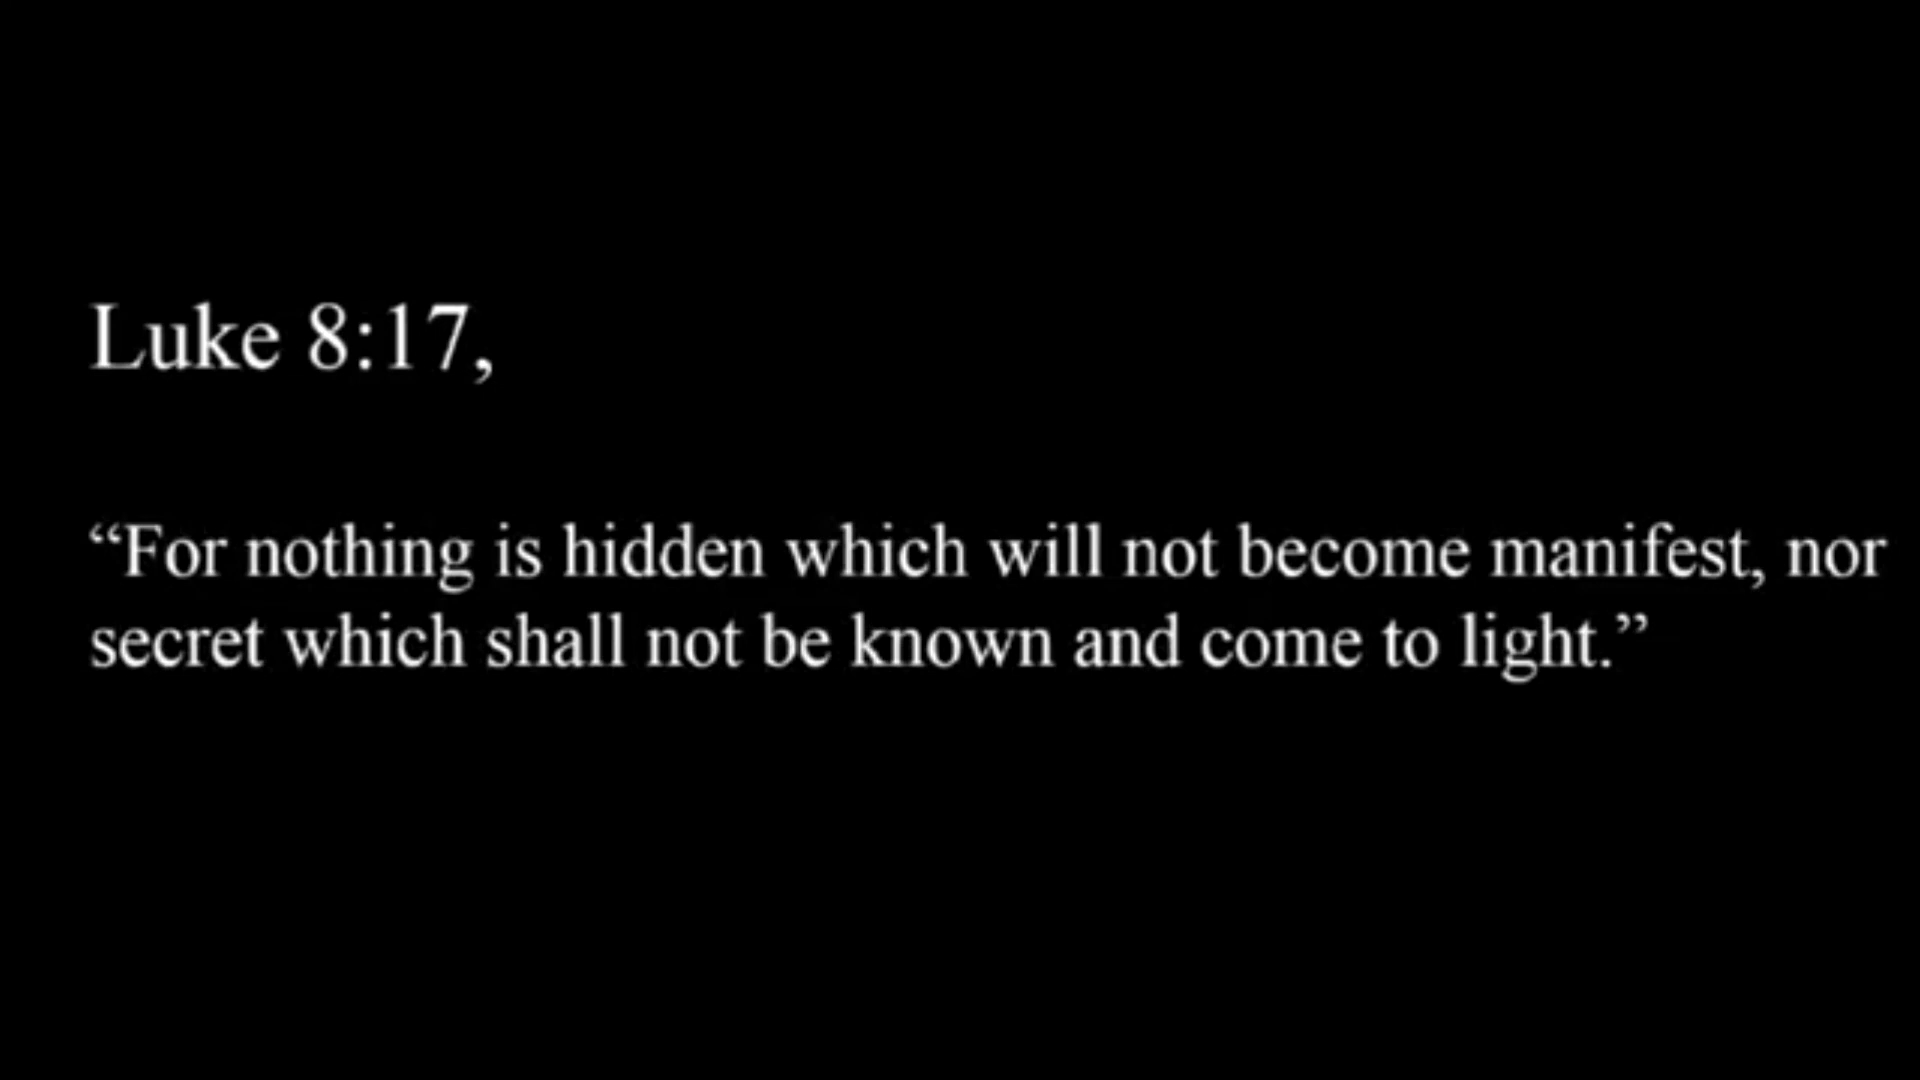 Luke 8:17,
“For nothing is hidden which will not become manifest, nor
secret which shall not be known and come to light.”